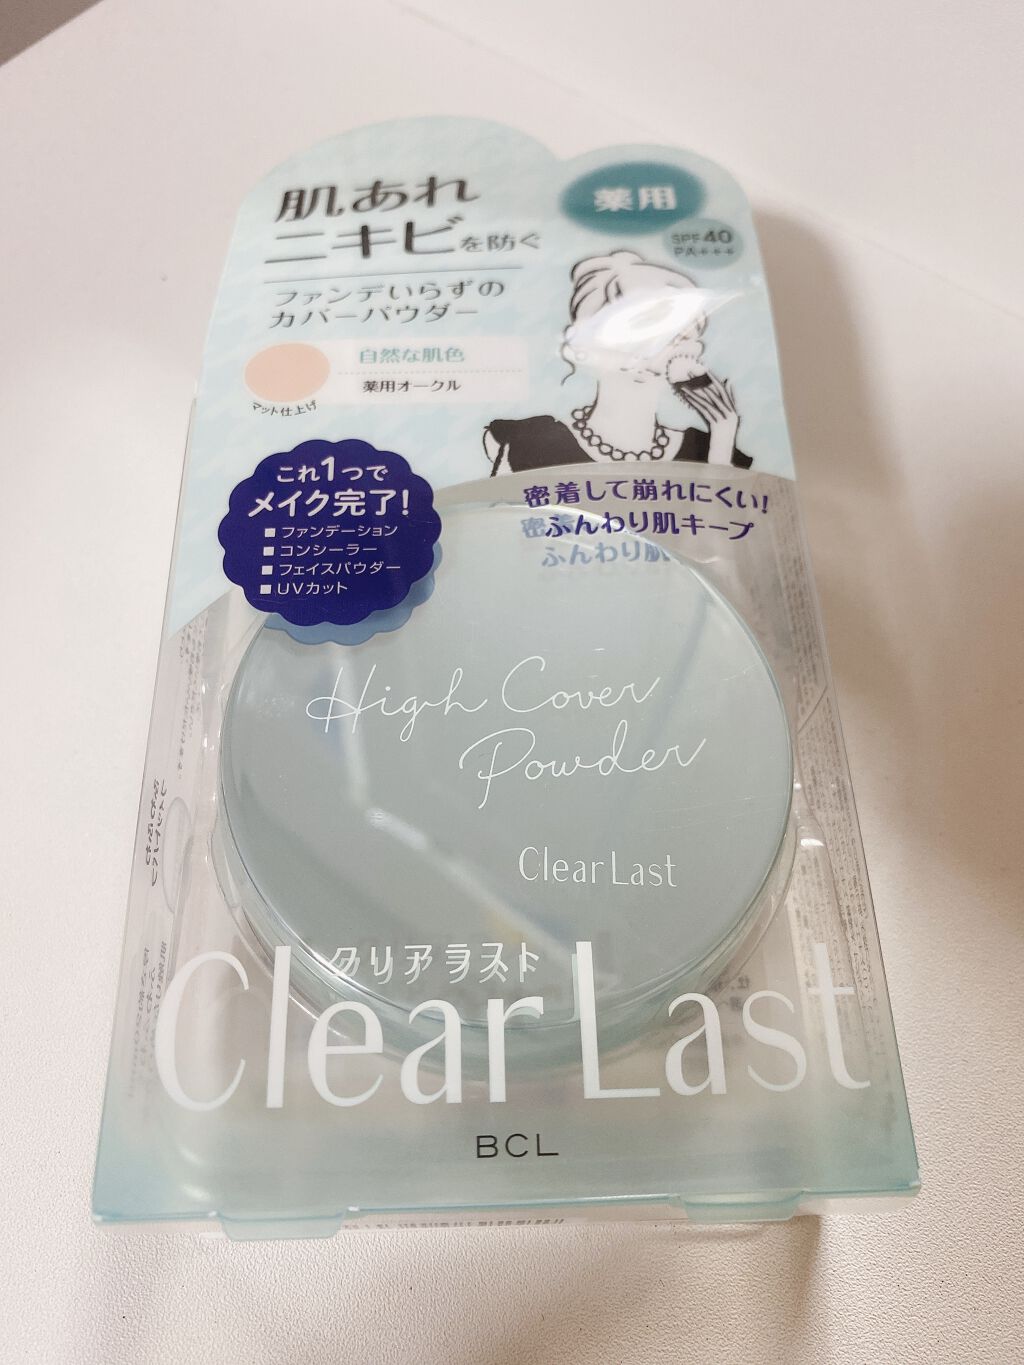 肌あれ
ニキビを防ぐ
薬用
SPF40
PA+++
ファンデいらずの
カバーパウダー
自然な肌色
薬用オークル
マット仕上げ
これ1つで
メイク完了!
■ファンデーション
■コンシーラー
■フェイスパウダー
■UVカット
密着して崩れにくい!
ふんわり肌キープ
High Cover
Powder
Clear Last
クリアラスト
Clear Last
BCL